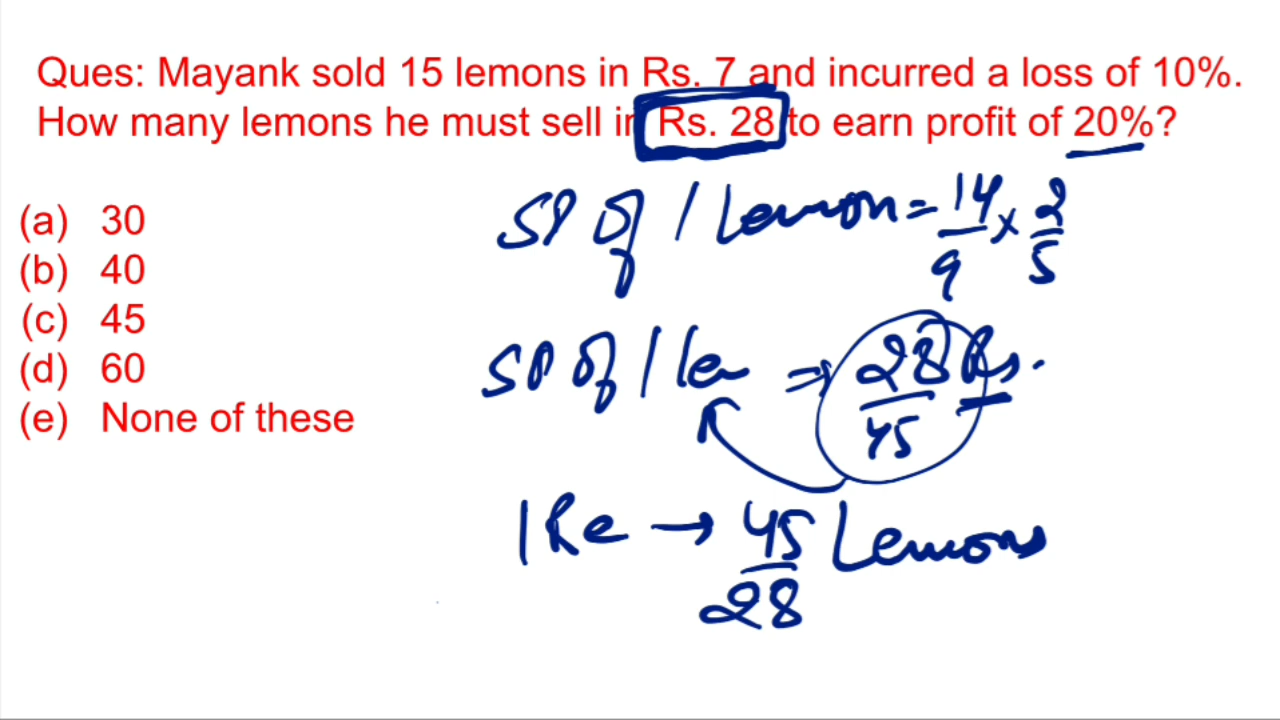 Ques: Mayank sold 15 lemons in Rs. 7 and incurred a loss of 10%.
How many lemons he must sell in Rs. 28 to earn profit of 20%?
(a) 30
(b) 40
(c) 45
(d) 60
(e) None of these
SP of 1 Lemon = 14/9 × 2/5
SP of 1 Lem ⇒ 28/45 Rs.
1 Re → 45/28 Lemons